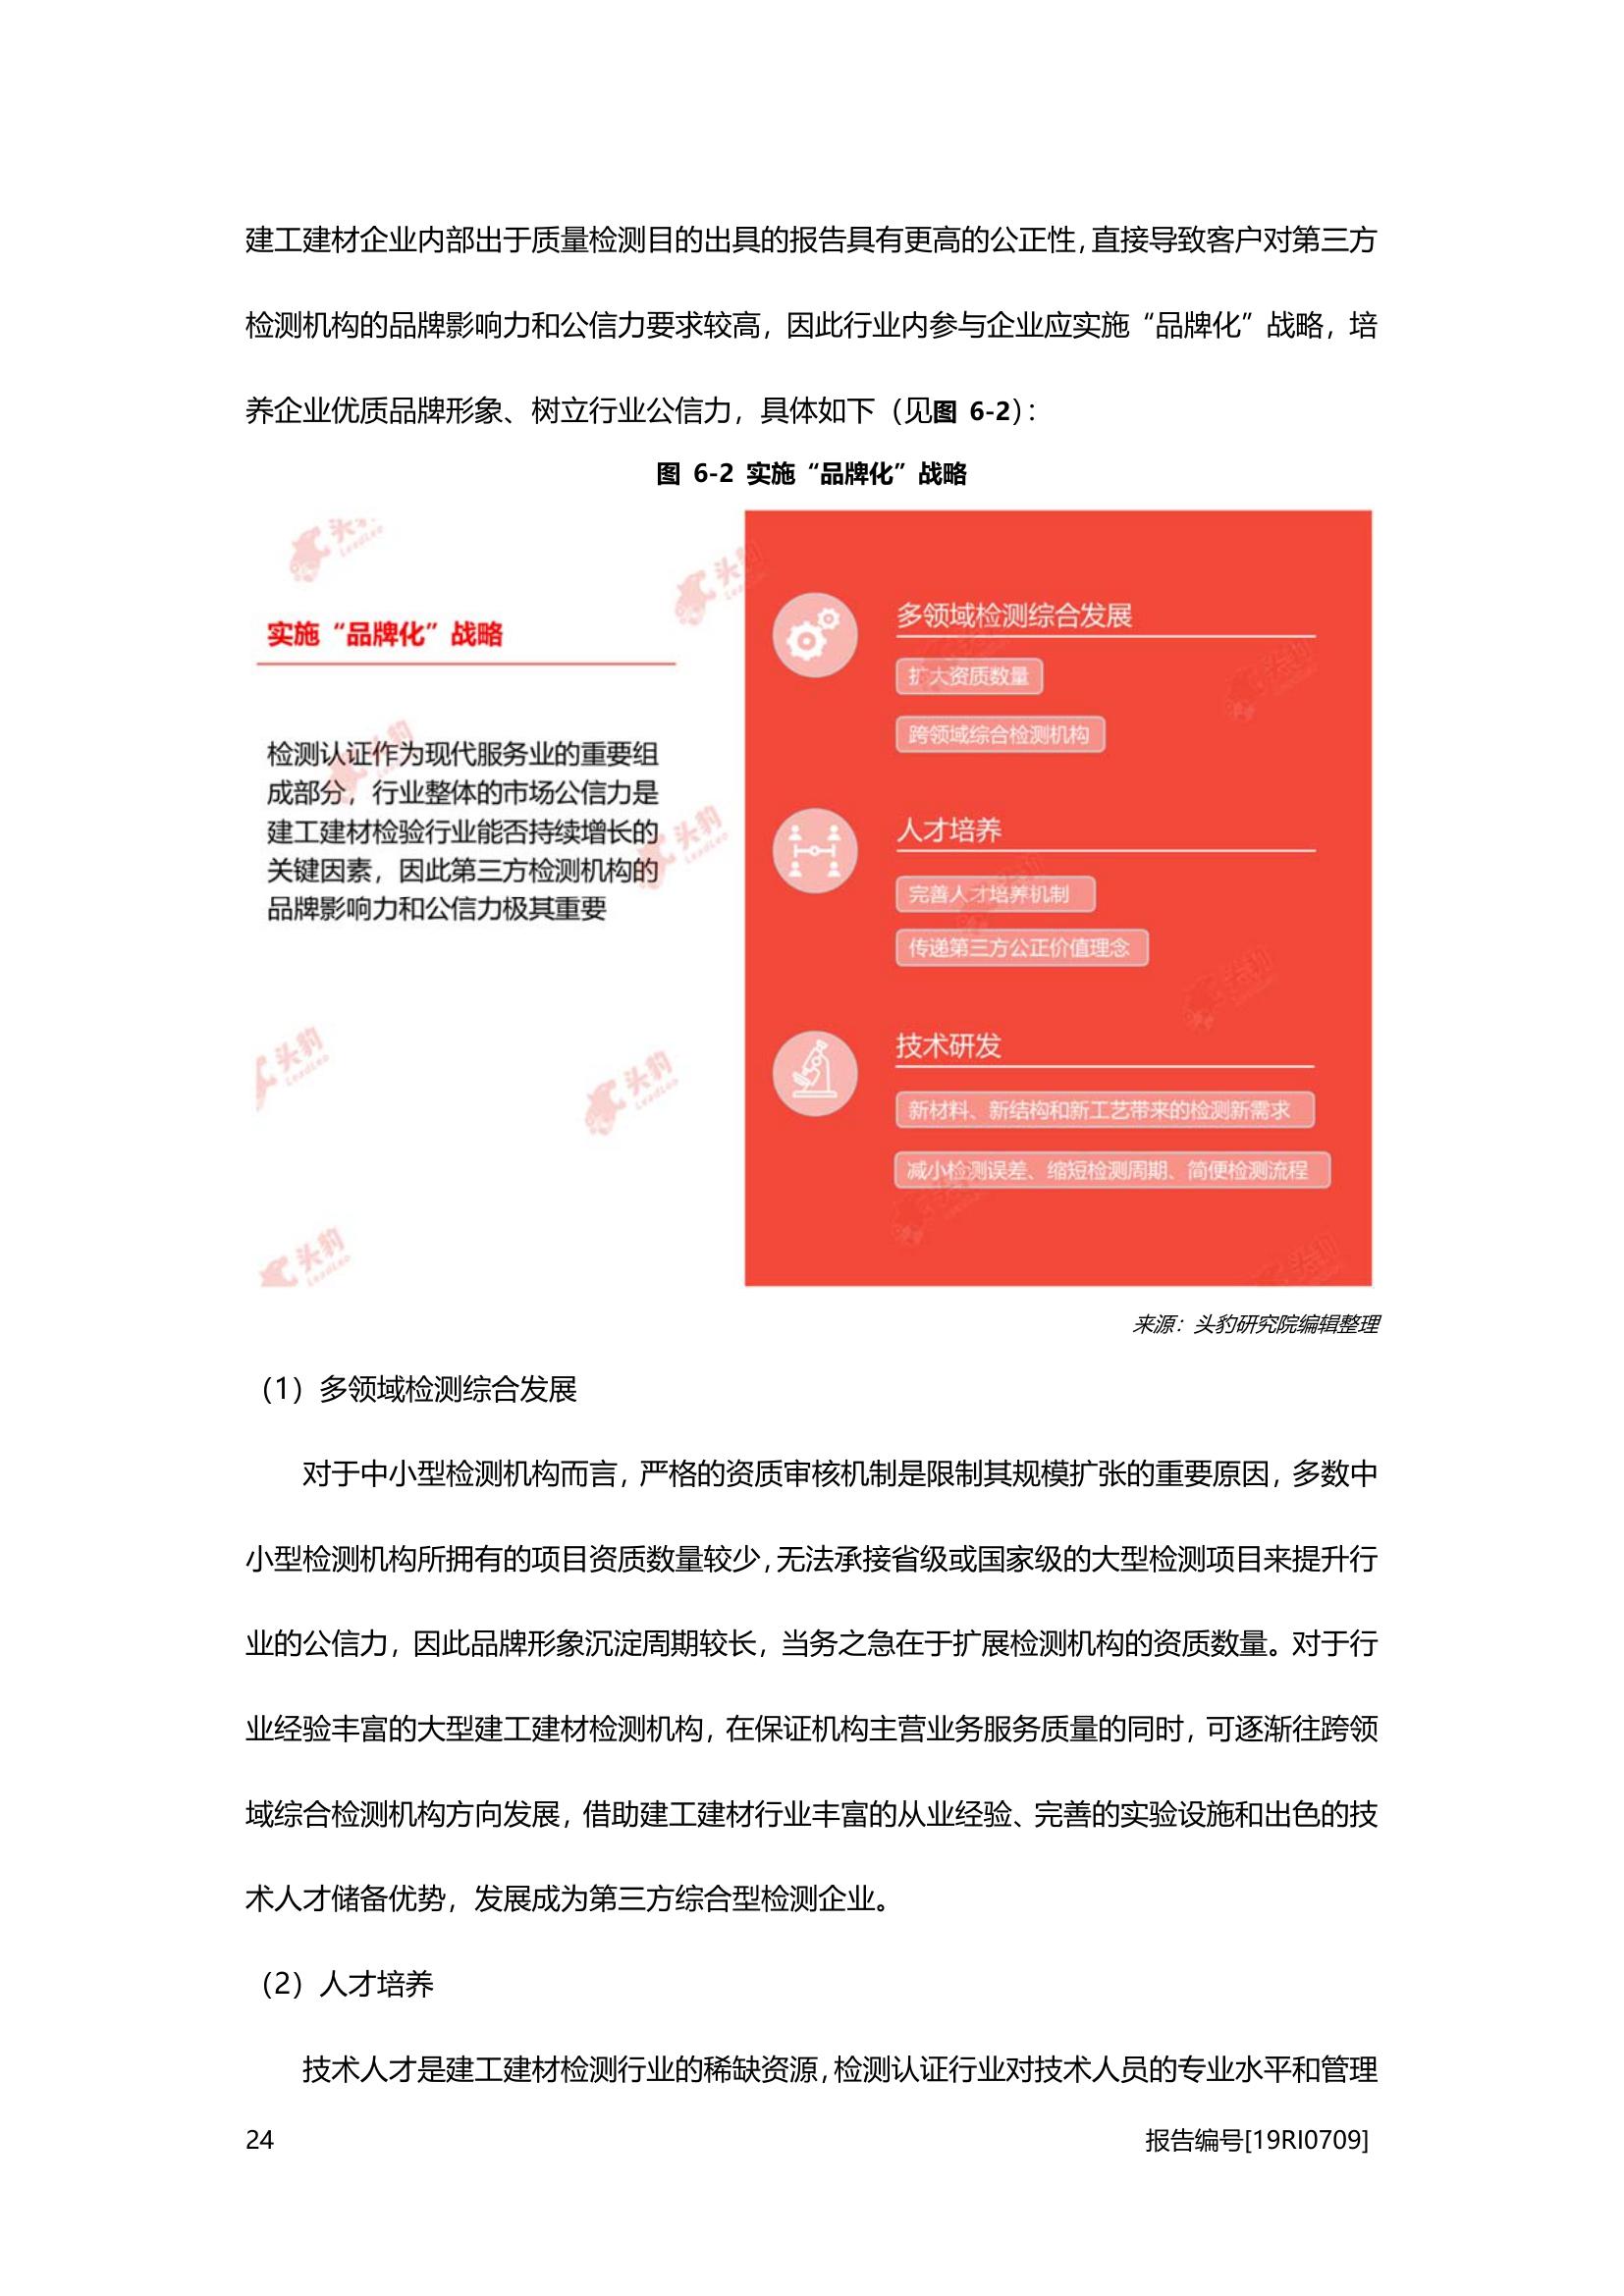 建工建材企业内部出于质量检测目的出具的报告具有更高的公正性，直接导致客户对第三方
检测机构的品牌影响力和公信力要求较高，因此行业内参与企业应实施“品牌化”战略，培
养企业优质品牌形象、树立行业公信力，具体如下（见图 6-2）：
图 6-2 实施“品牌化”战略
实施“品牌化”战略
检测认证作为现代服务业的重要组
成部分，行业整体的市场公信力是
建工建材检验行业能否持续增长的
关键因素，因此第三方检测机构的
品牌影响力和公信力极其重要
多领域检测综合发展
扩大资质数量
跨领域综合检测机构
人才培养
完善人才培养机制
传递第三方公正价值理念
技术研发
新材料、新结构和新工艺带来的检测新需求
减小检测误差、缩短检测周期、简便检测流程
头豹
LeadLeo
来源：头豹研究院编辑整理
（1）多领域检测综合发展
对于中小型检测机构而言，严格的资质审核机制是限制其规模扩张的重要原因，多数中
小型检测机构所拥有的项目资质数量较少，无法承接省级或国家级的大型检测项目来提升行
业的公信力，因此品牌形象沉淀周期较长，当务之急在于扩展检测机构的资质数量。对于行
业经验丰富的大型建工建材检测机构，在保证机构主营业务服务质量的同时，可逐渐往跨领
域综合检测机构方向发展，借助建工建材行业丰富的从业经验、完善的实验设施和出色的技
术人才储备优势，发展成为第三方综合型检测企业。
（2）人才培养
技术人才是建工建材检测行业的稀缺资源，检测认证行业对技术人员的专业水平和管理
24
报告编号[19RI0709]